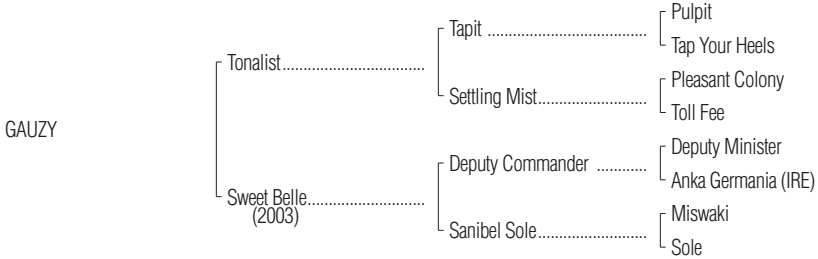 Pulpit
Tapit ......................................
Tap Your Heels
Tonalist..................................
Pleasant Colony
Settling Mist..........................
Toll Fee
GAUZY
Deputy Minister
Deputy Commander ............
Anka Germania (IRE)
Sweet Belle............................
(2003)
Miswaki
Sanibel Sole..........................
Sole